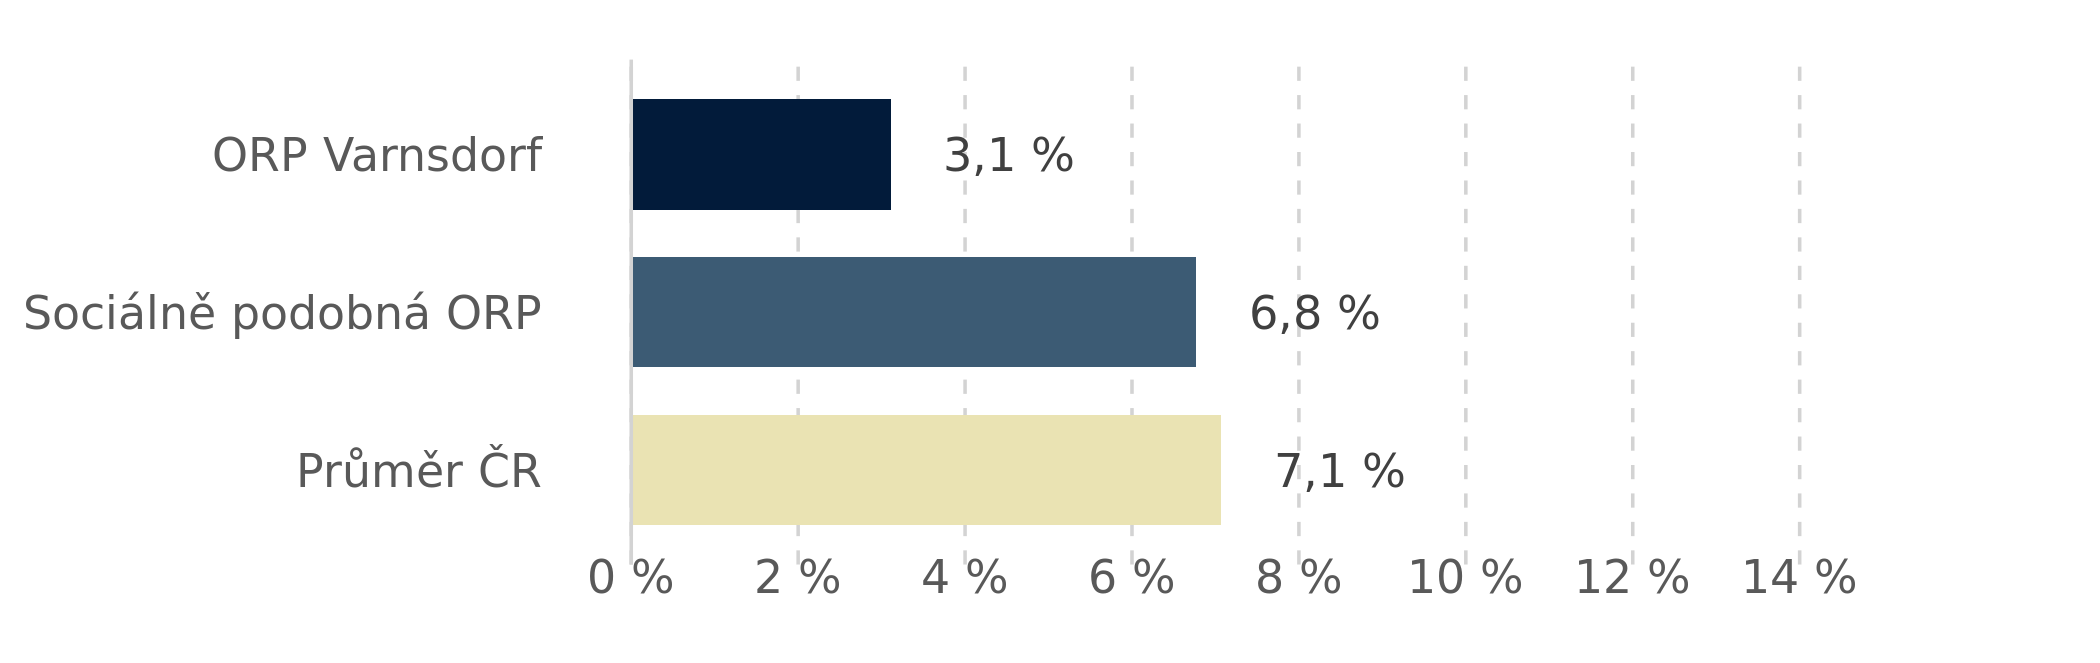 ORP Varnsdorf
3,1 %
Sociálně podobná ORP
6,8 %
Průměr ČR
7,1 %
0 % 2 % 4 % 6 % 8 % 10 % 12 % 14 %